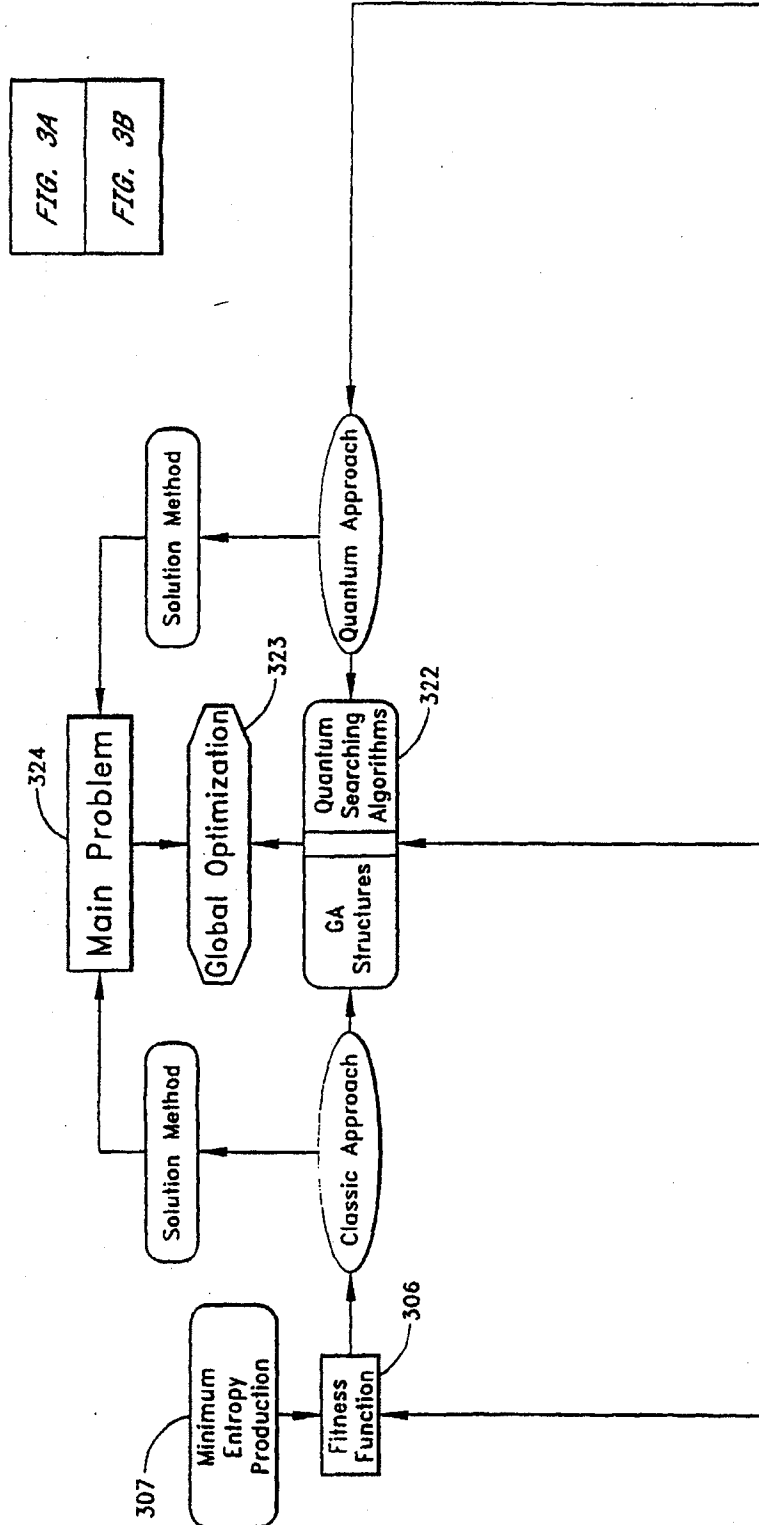 FIG. 3A
FIG. 3B
324
Main Problem
Solution Method
Solution Method
323
Global Optimization
307
Minimum
Entropy
Production
306
Fitness
Function
Classic Approach
GA
Structures
Quantum
Searching
Algorithms
322
Quantum Approach